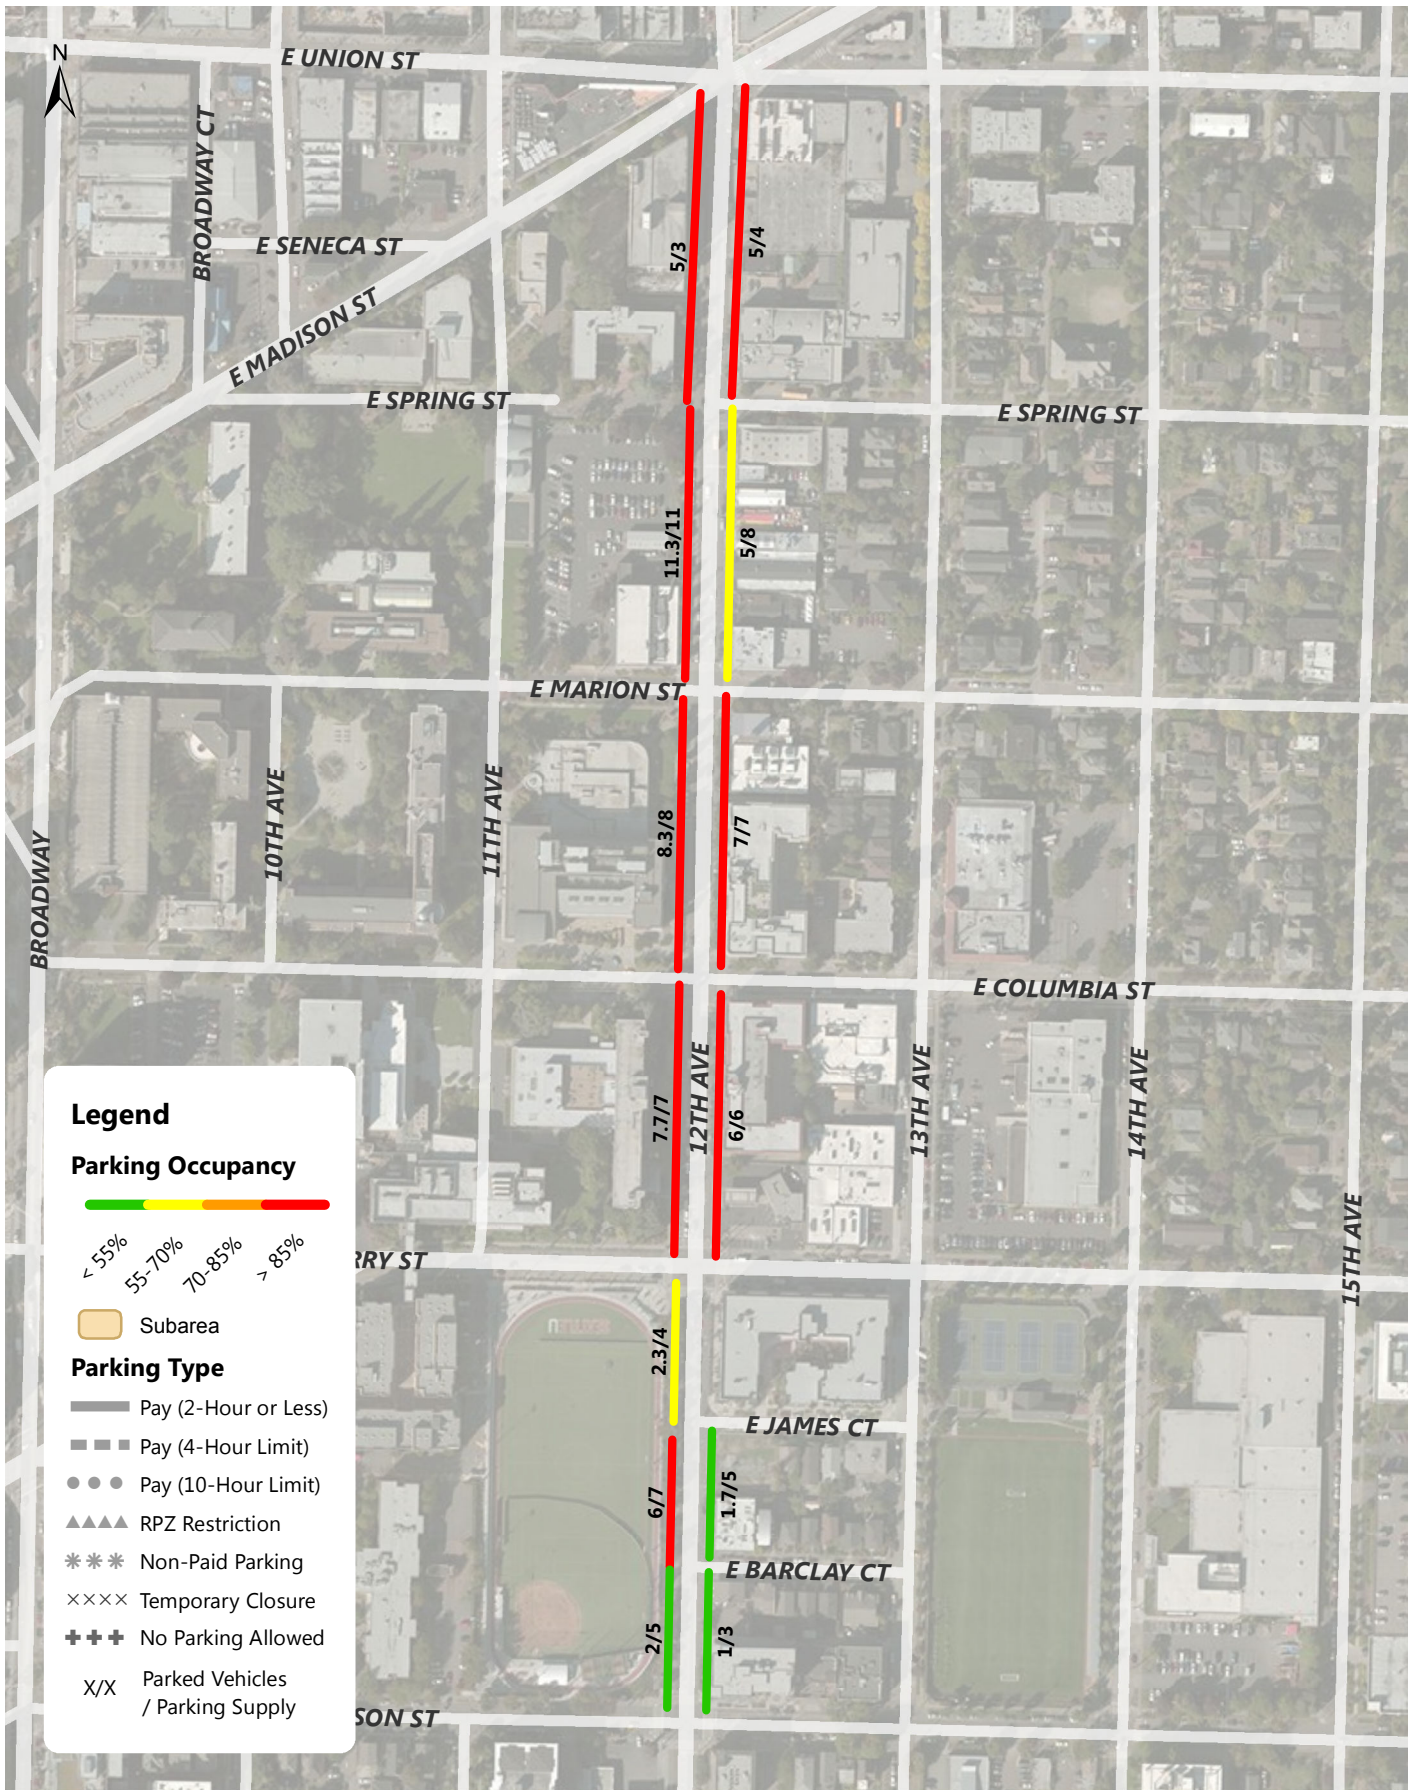 N
E UNION ST
BROADWAY CT
E SENECA ST
E MADISON ST
5/3
5/4
E SPRING ST
E SPRING ST
11.3/11
5/8
E MARION ST
10TH AVE
11TH AVE
8.3/8
7/7
BROADWAY
E COLUMBIA ST
7.7/7
12TH AVE
6/6
13TH AVE
14TH AVE
15TH AVE
RRY ST
2.3/4
E JAMES CT
6/7
1.7/5
E BARCLAY CT
2/5
1/3
SON ST
Legend
Parking Occupancy
< 55%
55-70%
70-85%
> 85%
Subarea
Parking Type
Pay (2-Hour or Less)
Pay (4-Hour Limit)
Pay (10-Hour Limit)
RPZ Restriction
Non-Paid Parking
Temporary Closure
No Parking Allowed
X/X
Parked Vehicles
/ Parking Supply